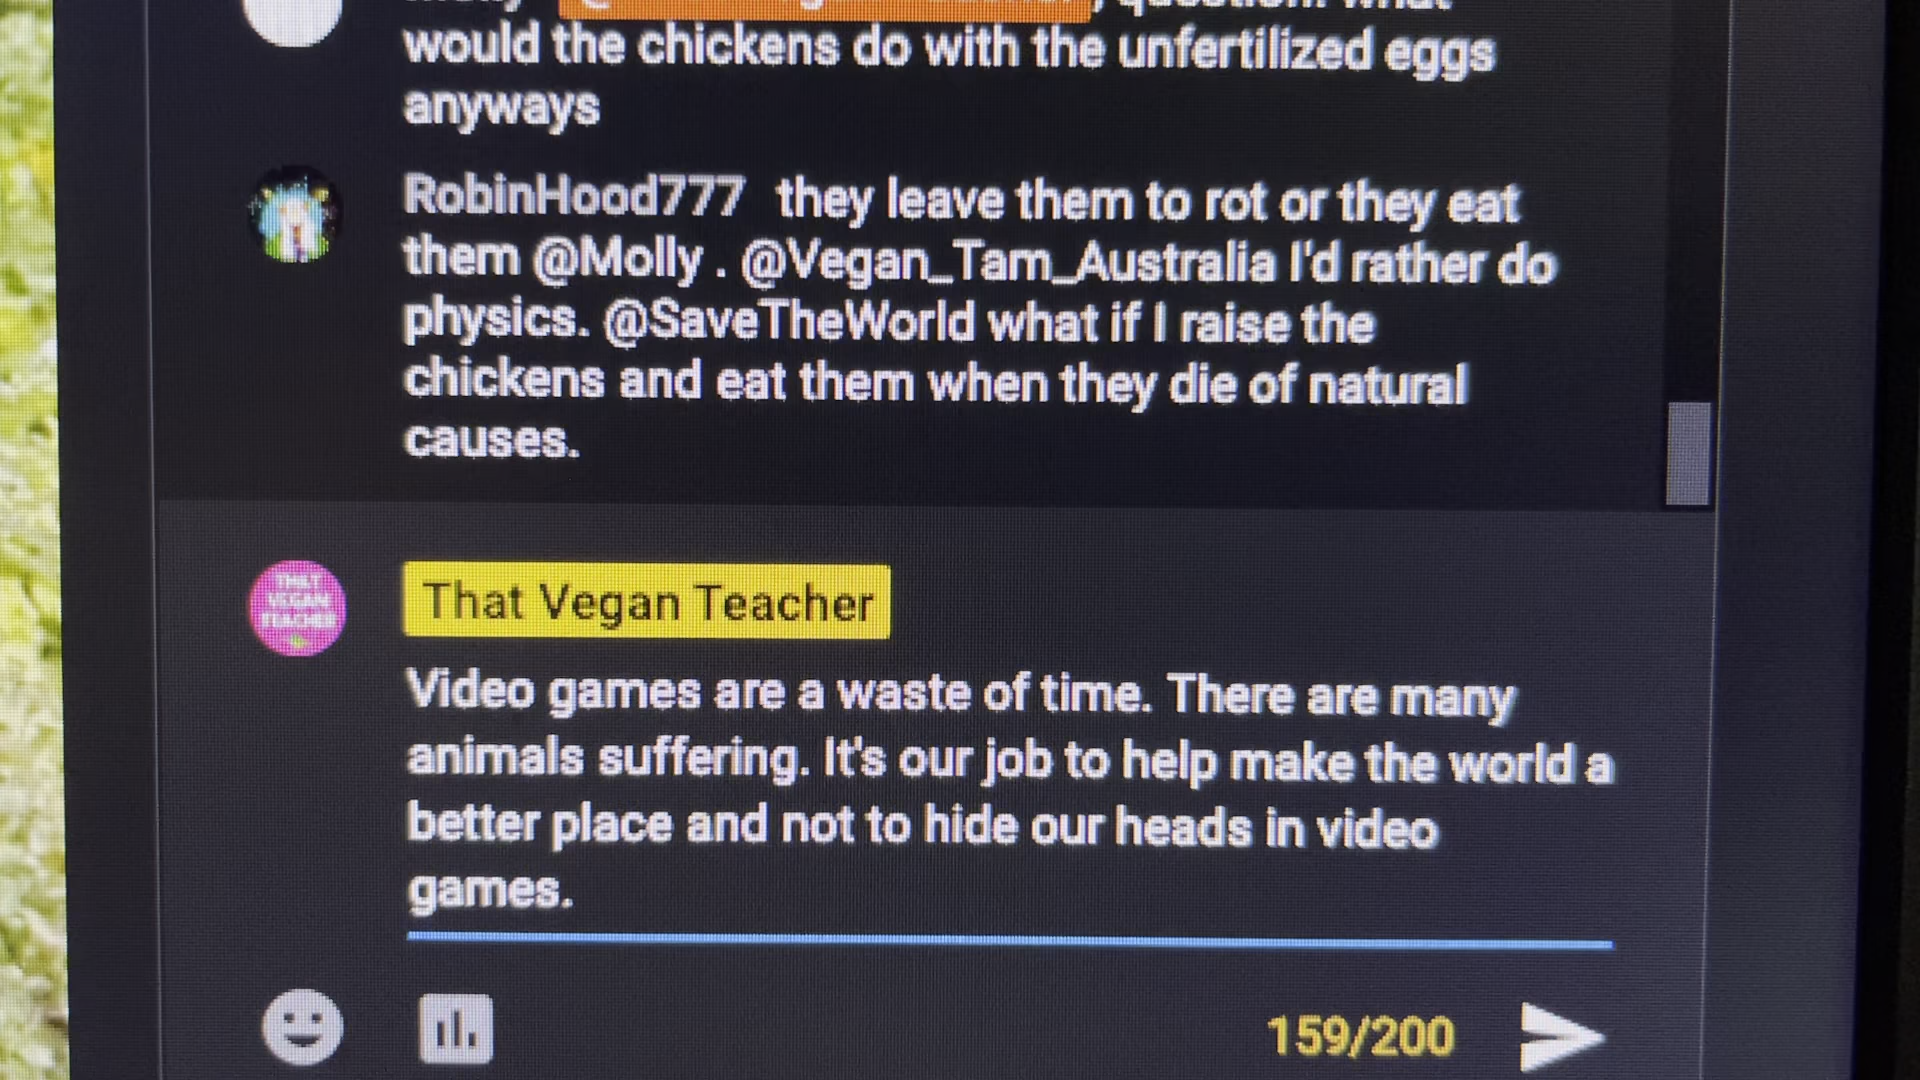 would the chickens do with the unfertilized eggs
anyways
RobinHood777 they leave them to rot or they eat
them @Molly . @Vegan_Tam_Australia I'd rather do
physics. @SaveTheWorld what if I raise the
chickens and eat them when they die of natural
causes.
THAT
VEGAN
TEACHER
That Vegan Teacher
Video games are a waste of time. There are many
animals suffering. It's our job to help make the world a
better place and not to hide our heads in video
games.
159/200